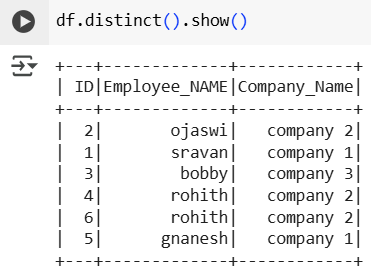 df.distinct().show()
+---+-------------+------------+
| ID|Employee_NAME|Company_Name|
+---+-------------+------------+
|  2|       ojaswi|   company 2|
|  1|       sravan|   company 1|
|  3|        bobby|   company 3|
|  4|       rohith|   company 2|
|  6|       rohith|   company 2|
|  5|      gnanesh|   company 1|
+---+-------------+------------+